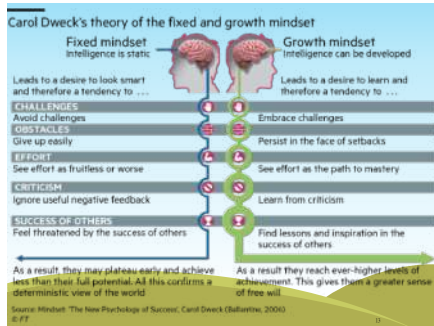 Carol Dweck's theory of the fixed and growth mindset
Fixed mindset
Intelligence is static
Growth mindset
Intelligence can be developed
Leads to a desire to look smart
and therefore a tendency to ...
Leads to a desire to learn and
therefore a tendency to ...
CHALLENGES
Avoid challenges
Embrace challenges
OBSTACLES
Give up easily
Persist in the face of setbacks
EFFORT
See effort as fruitless or worse
See effort as the path to mastery
CRITICISM
Ignore useful negative feedback
Learn from criticism
SUCCESS OF OTHERS
Feel threatened by the success of others
Find lessons and inspiration in the
success of others
As a result, they may plateau early and achieve
less than their full potential. All this confirms a
deterministic view of the world
As a result they reach ever-higher levels of
achievement. This gives them a greater sense
of free will
Source: Mindset: 'The New Psychology of Success', Carol Dweck (Ballantine, 2006)
© FT